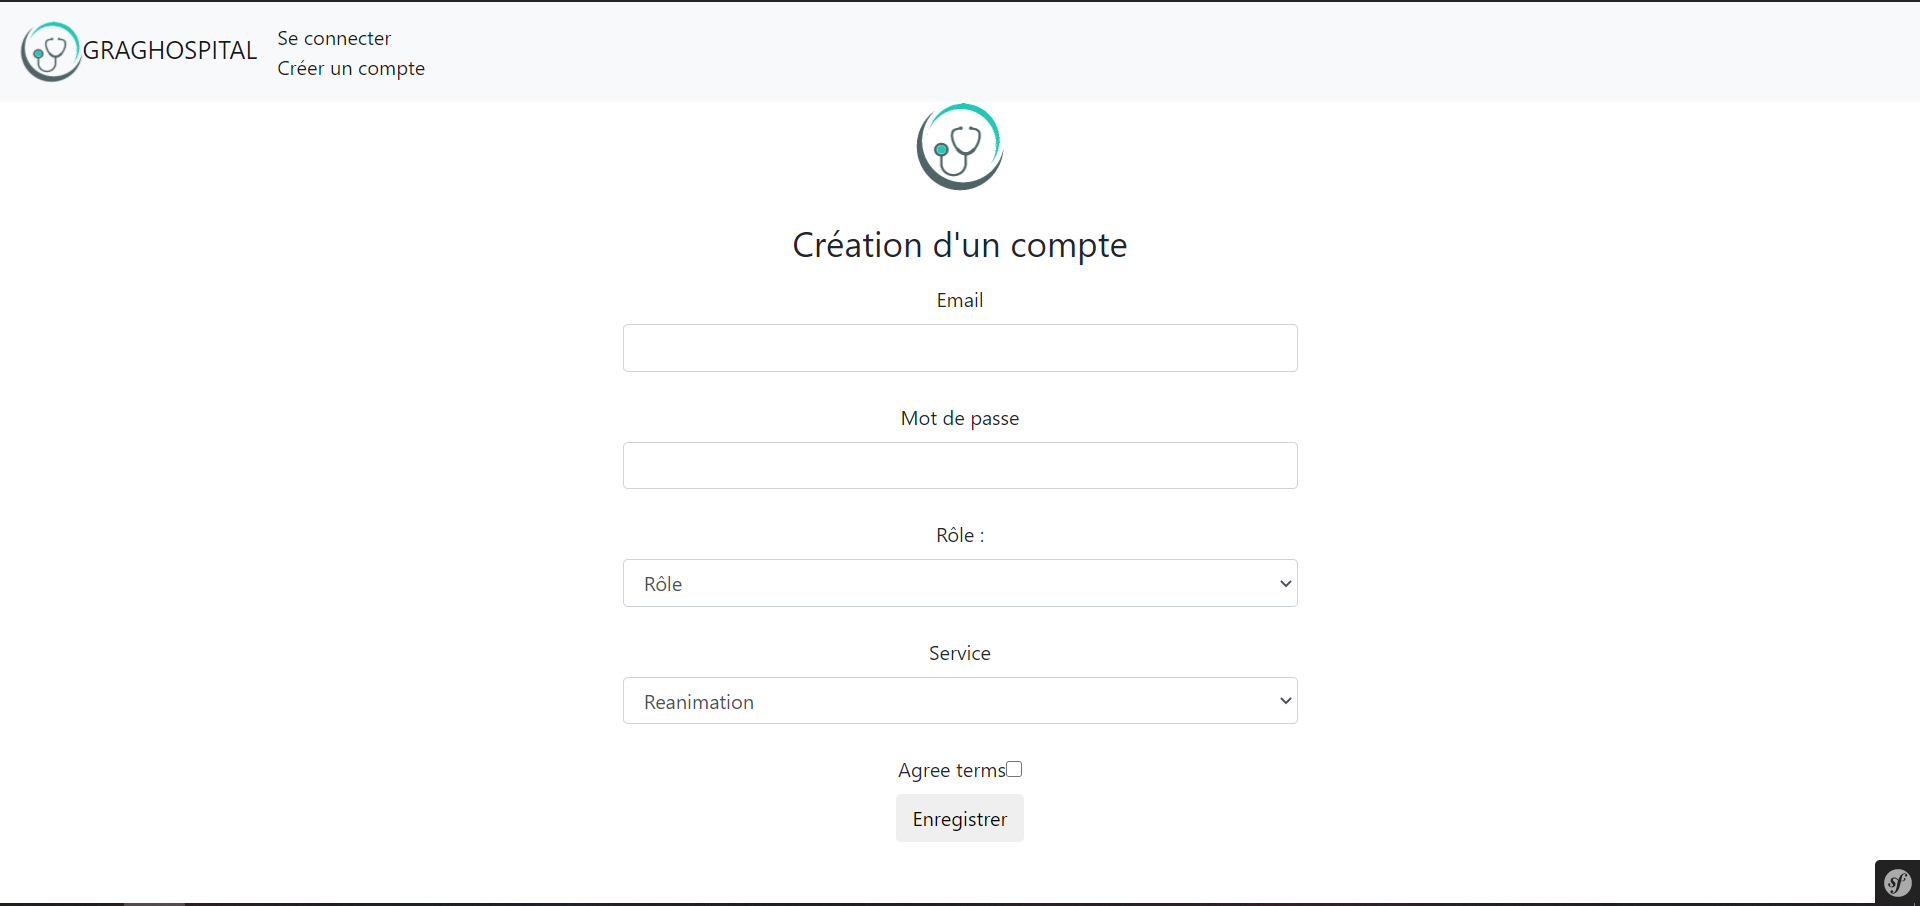 GRAGHOSPITAL
Se connecter
Créer un compte
Création d'un compte
Email
Mot de passe
Rôle :
Rôle
Service
Reanimation
Agree terms
Enregistrer
sf